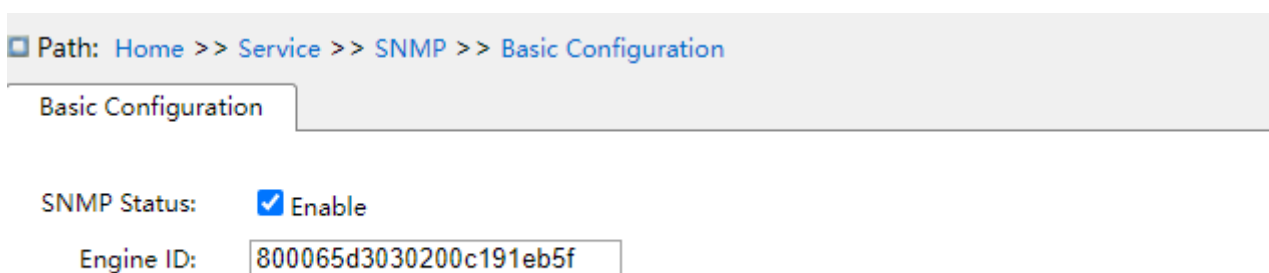 Path: Home >> Service >> SNMP >> Basic Configuration
Basic Configuration
SNMP Status: Enable
Engine ID: 800065d3030200c191eb5f